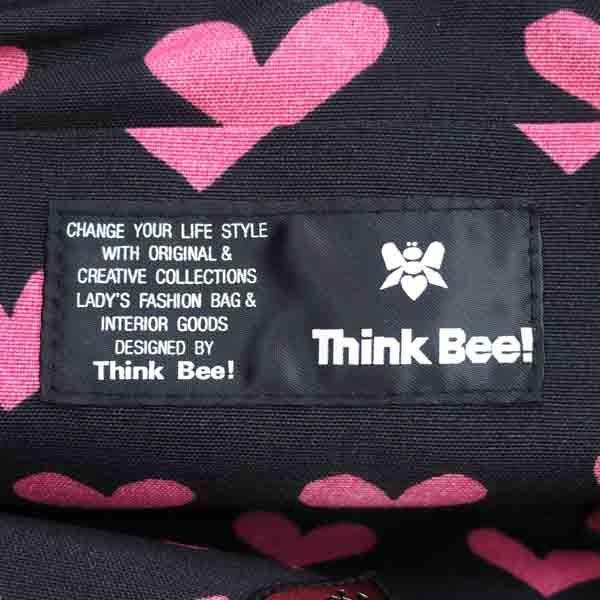 CHANGE YOUR LIFE STYLE
WITH ORIGINAL &
CREATIVE COLLECTIONS
LADY'S FASHION BAG &
INTERIOR GOODS
DESIGNED BY
Think Bee!
Think Bee!